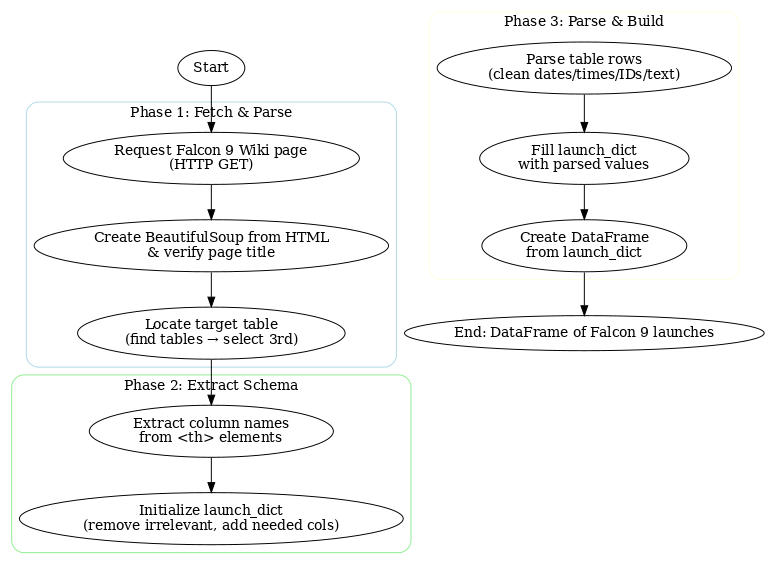 Start
Phase 1: Fetch & Parse
Request Falcon 9 Wiki page
(HTTP GET)
Create BeautifulSoup from HTML
& verify page title
Locate target table
(find tables → select 3rd)
Phase 2: Extract Schema
Extract column names
from <th> elements
Initialize launch_dict
(remove irrelevant, add needed cols)
Phase 3: Parse & Build
Parse table rows
(clean dates/times/IDs/text)
Fill launch_dict
with parsed values
Create DataFrame
from launch_dict
End: DataFrame of Falcon 9 launches